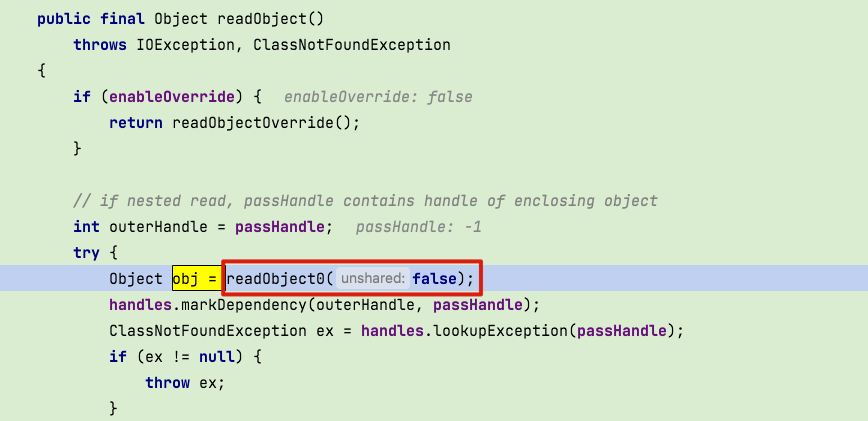 public final Object readObject()
throws IOException, ClassNotFoundException
{
if (enableOverride) { enableOverride: false
return readObjectOverride();
}
// if nested read, passHandle contains handle of enclosing object
int outerHandle = passHandle; passHandle: -1
try {
Object obj = readObject0( unshared: false);
handles.markDependency(outerHandle, passHandle);
ClassNotFoundException ex = handles.lookupException(passHandle);
if (ex != null) {
throw ex;
}